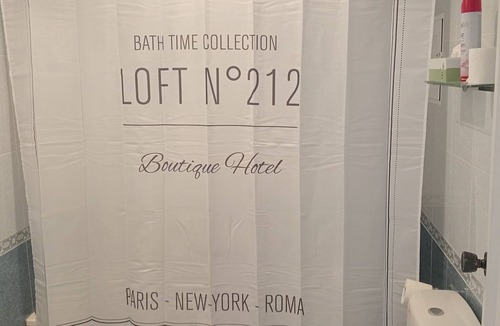 BATH TIME COLLECTION
LOFT N°212
Boutique Hotel
PARIS - NEW-YORK - ROMA